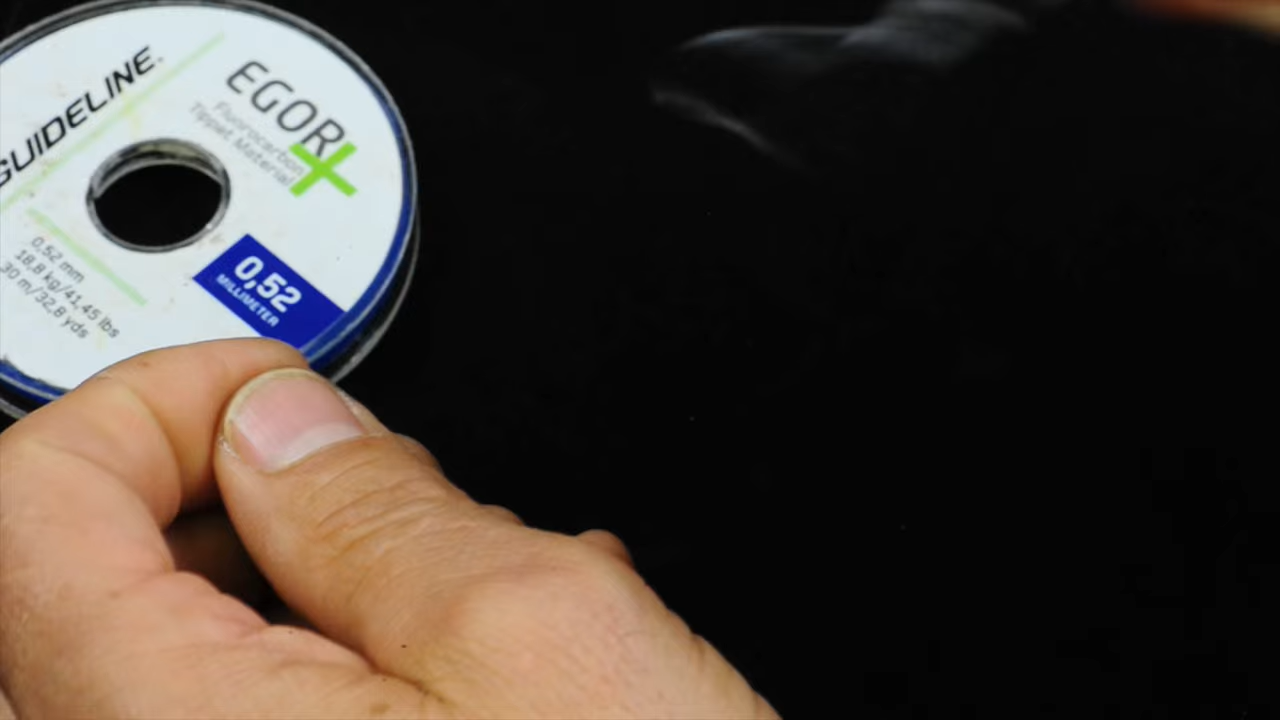 GUIDELINE.
EGOR+
Fluorocarbon
Tippet Material
0,52
MILLIMETER
0,52 mm
18,8 kg/41,45 lbs
30 m/32,8 yds